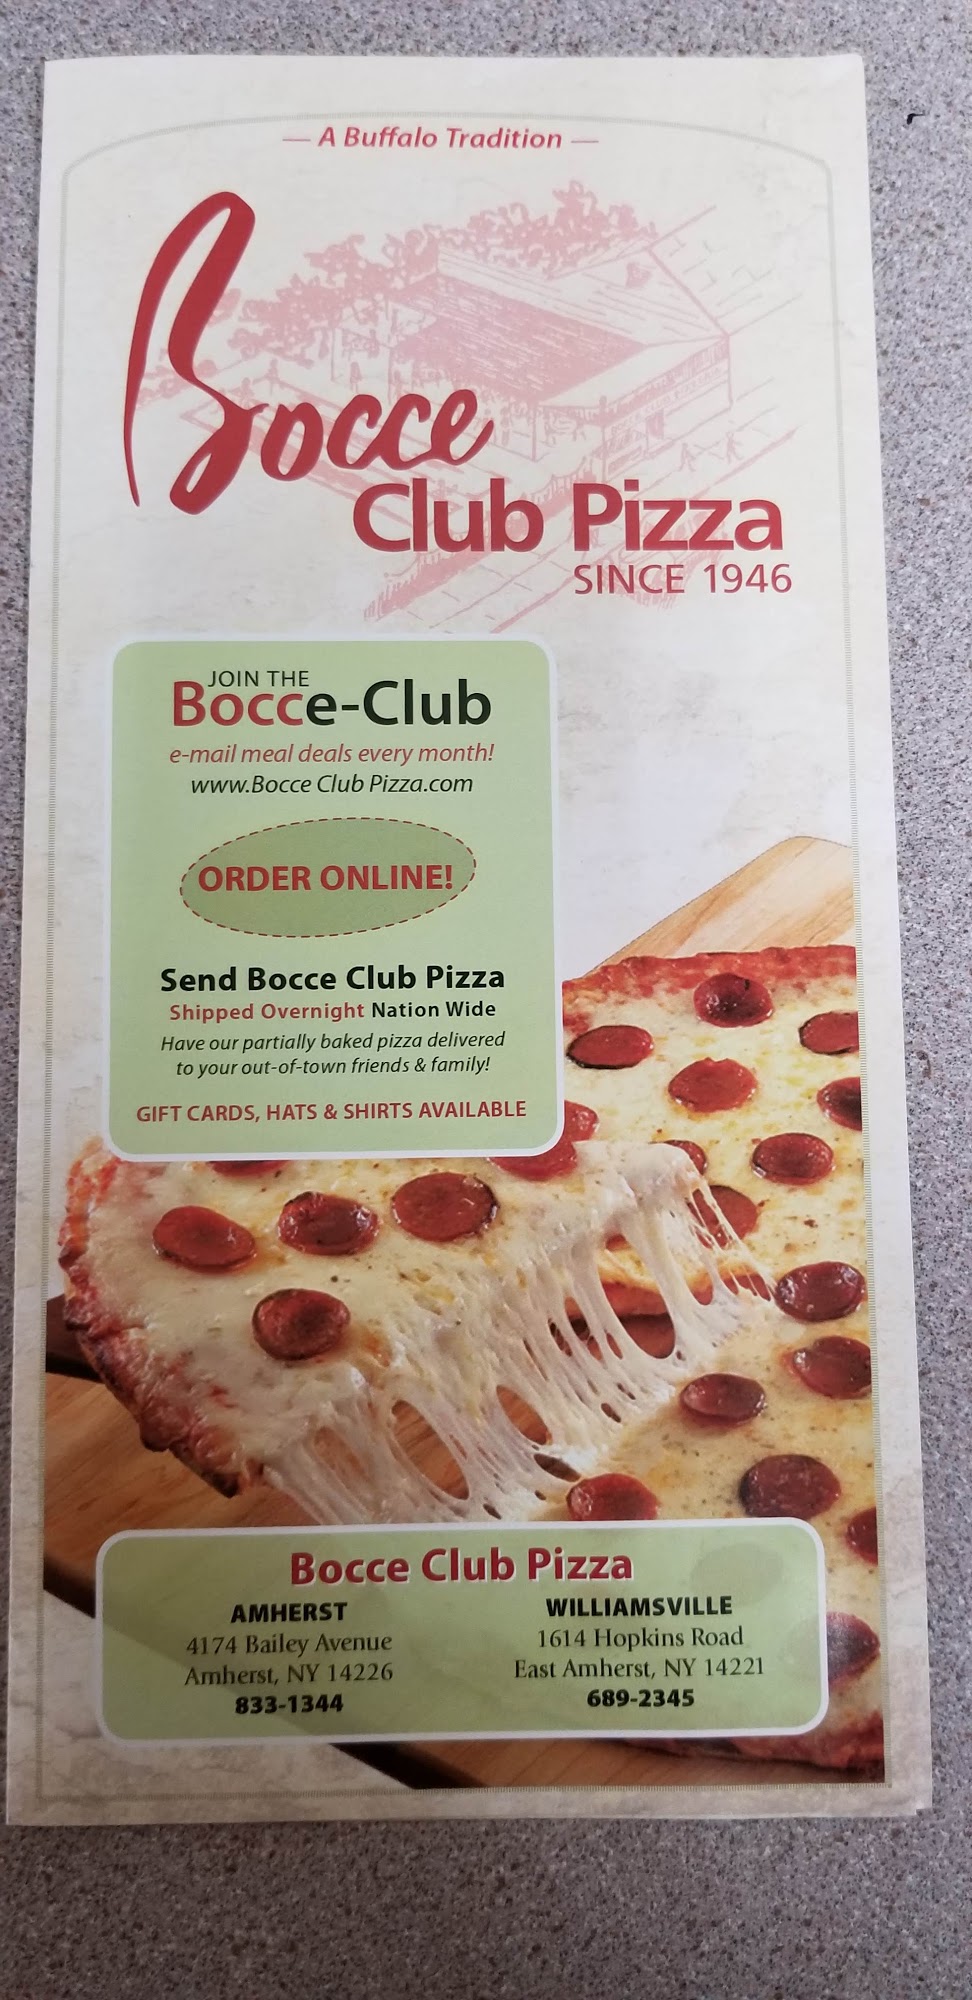 — A Buffalo Tradition —
Bocce
Club Pizza
SINCE 1946
JOIN THE
Bocce-Club
e-mail meal deals every month!
www.Bocce Club Pizza.com
ORDER ONLINE!
Send Bocce Club Pizza
Shipped Overnight Nation Wide
Have our partially baked pizza delivered
to your out-of-town friends & family!
GIFT CARDS, HATS & SHIRTS AVAILABLE
Bocce Club Pizza
AMHERST
4174 Bailey Avenue
Amherst, NY 14226
833-1344
WILLIAMSVILLE
1614 Hopkins Road
East Amherst, NY 14221
689-2345